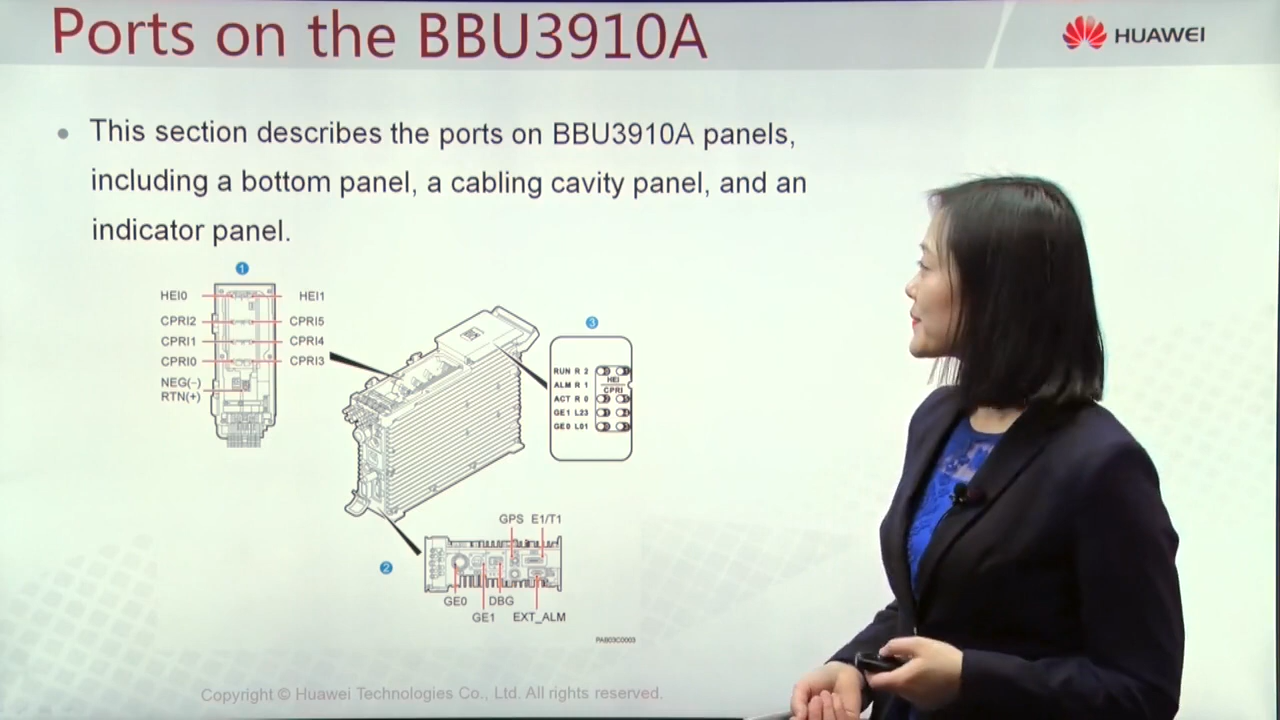 Ports on the BBU3910A
HUAWEI
This section describes the ports on BBU3910A panels,
including a bottom panel, a cabling cavity panel, and an
indicator panel.
1
HEI0
HEI1
CPRI2
CPRI5
CPRI1
CPRI4
CPRI0
CPRI3
NEG(-)
RTN(+)
3
RUN R 2
HEI
ALM R 1
CPRI
ACT R 0
GE1 L23
GE0 L01
2
GPS E1/T1
GE0
DBG
GE1
EXT_ALM
PA803C0003
Copyright © Huawei Technologies Co., Ltd. All rights reserved.